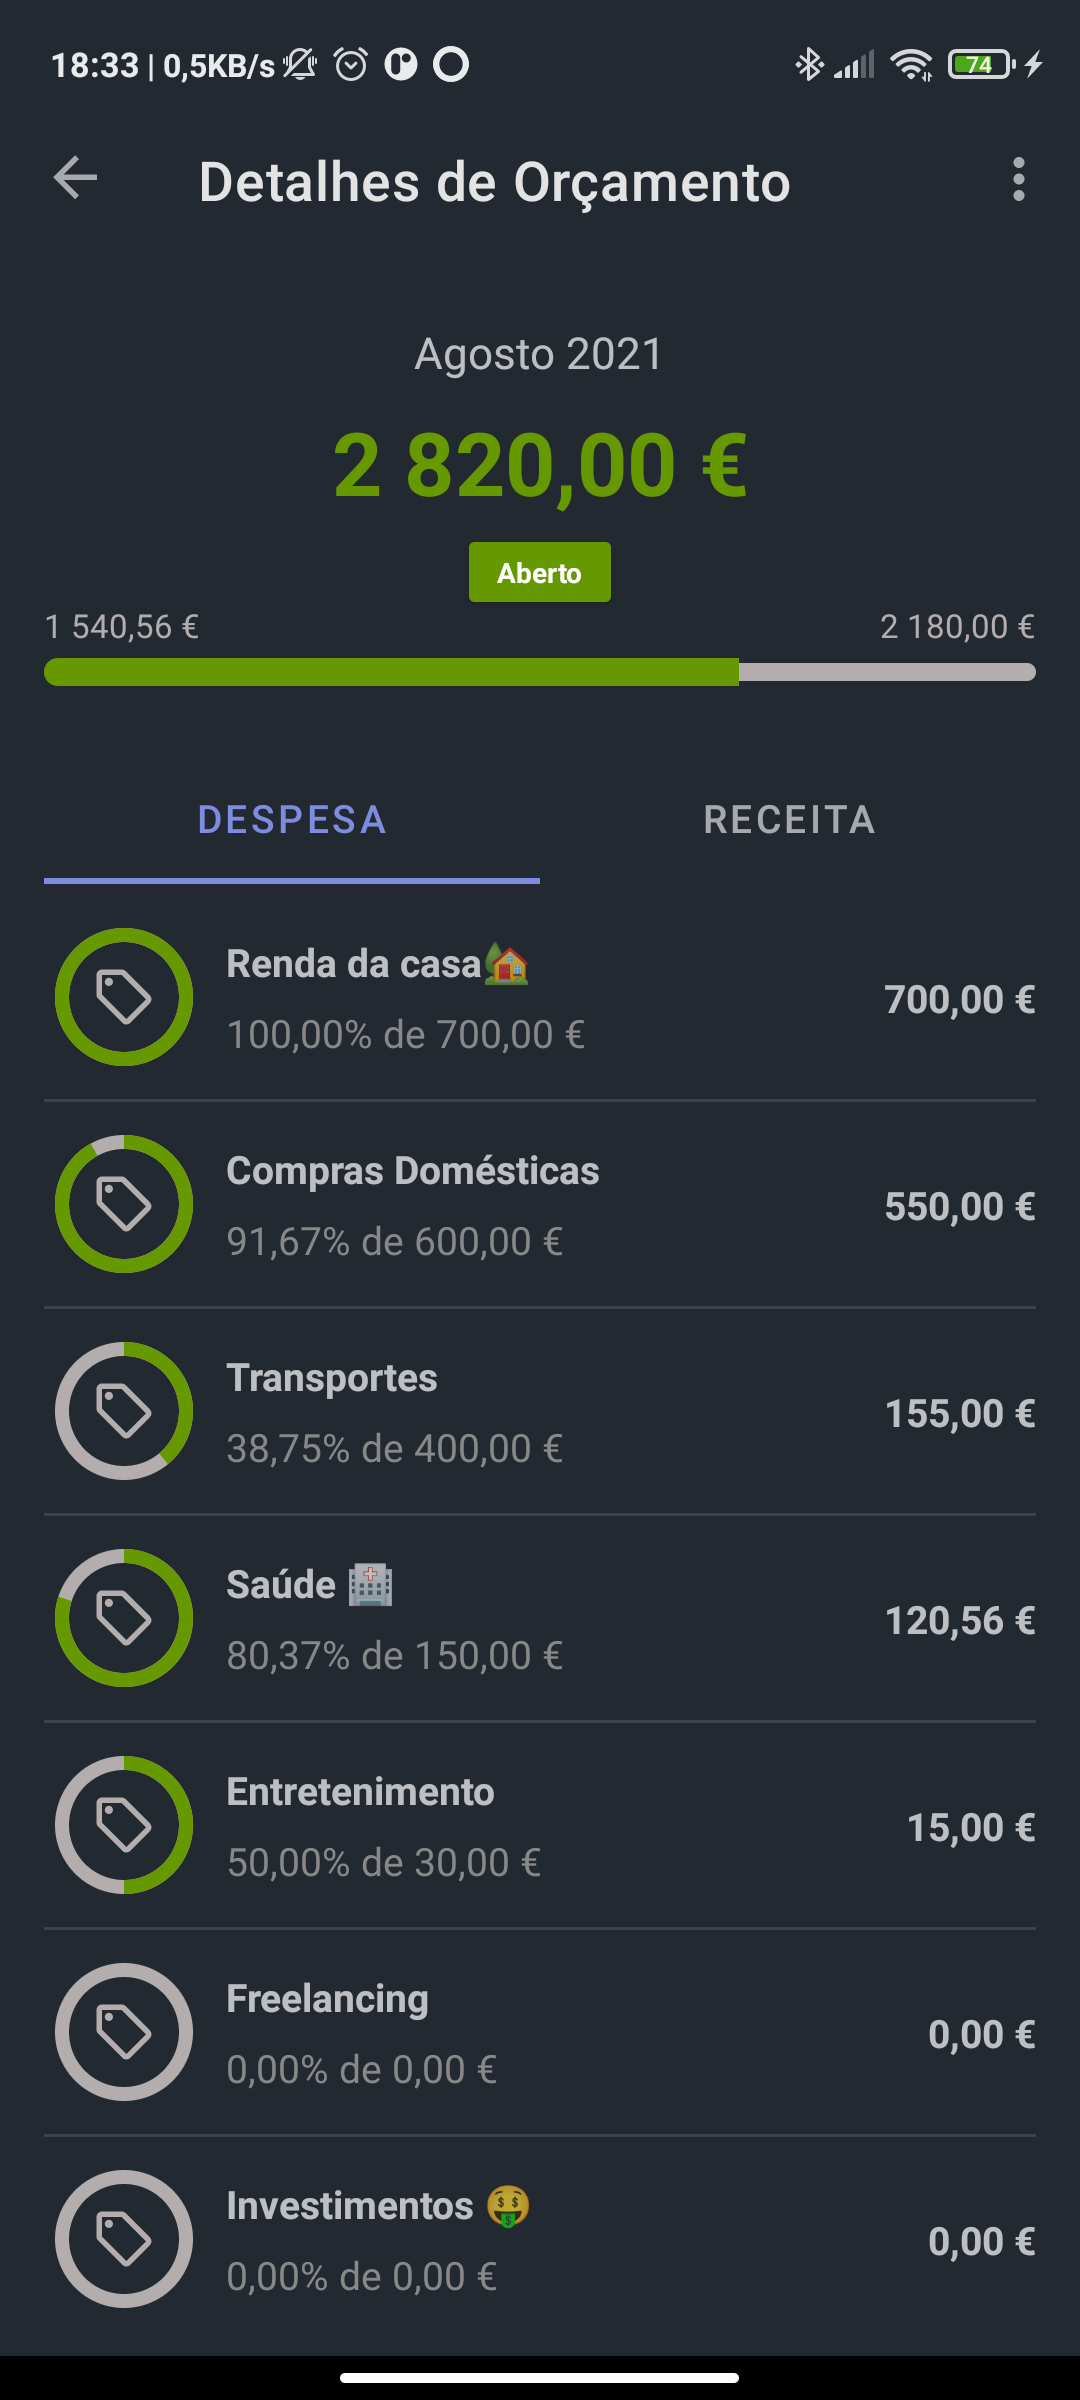 18:33 | 0,5KB/s 74
Detalhes de Orçamento
Agosto 2021
2 820,00 €
Aberto
1 540,56 € 2 180,00 €
DESPESA RECEITA
Renda da casa🏡
100,00% de 700,00 €
700,00 €
Compras Domésticas
91,67% de 600,00 €
550,00 €
Transportes
38,75% de 400,00 €
155,00 €
Saúde 🏥
80,37% de 150,00 €
120,56 €
Entretenimento
50,00% de 30,00 €
15,00 €
Freelancing
0,00% de 0,00 €
0,00 €
Investimentos 🤑
0,00% de 0,00 €
0,00 €